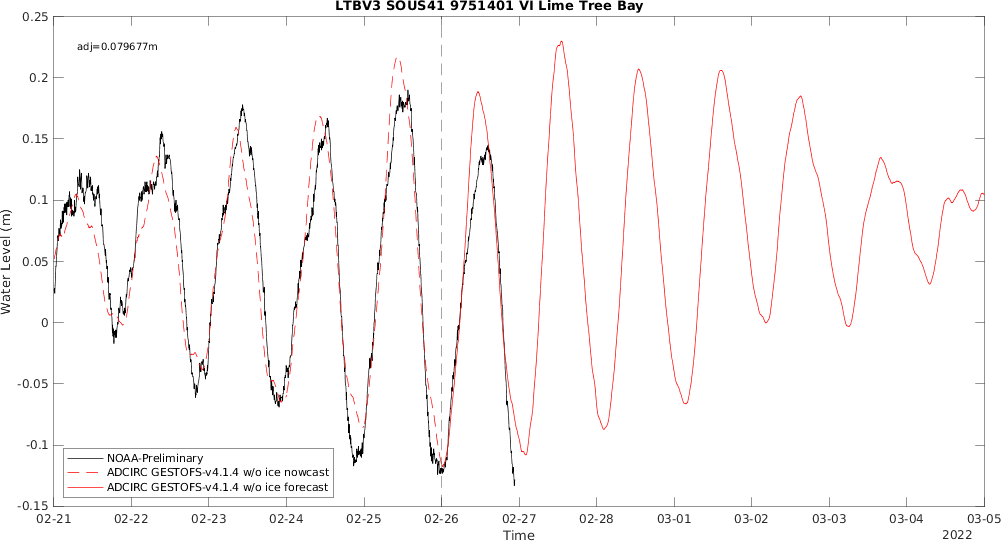 LTBV3 SOUS41 9751401 VI Lime Tree Bay
adj=0.079677m
0.25
0.2
0.15
0.1
0.05
0
-0.05
-0.1
-0.15
Water Level (m)
NOAA-Preliminary
ADCIRC GESTOFS-v4.1.4 w/o ice nowcast
ADCIRC GESTOFS-v4.1.4 w/o ice forecast
02-21 02-22 02-23 02-24 02-25 02-26 02-27 02-28 03-01 03-02 03-03 03-04 03-05
Time
2022